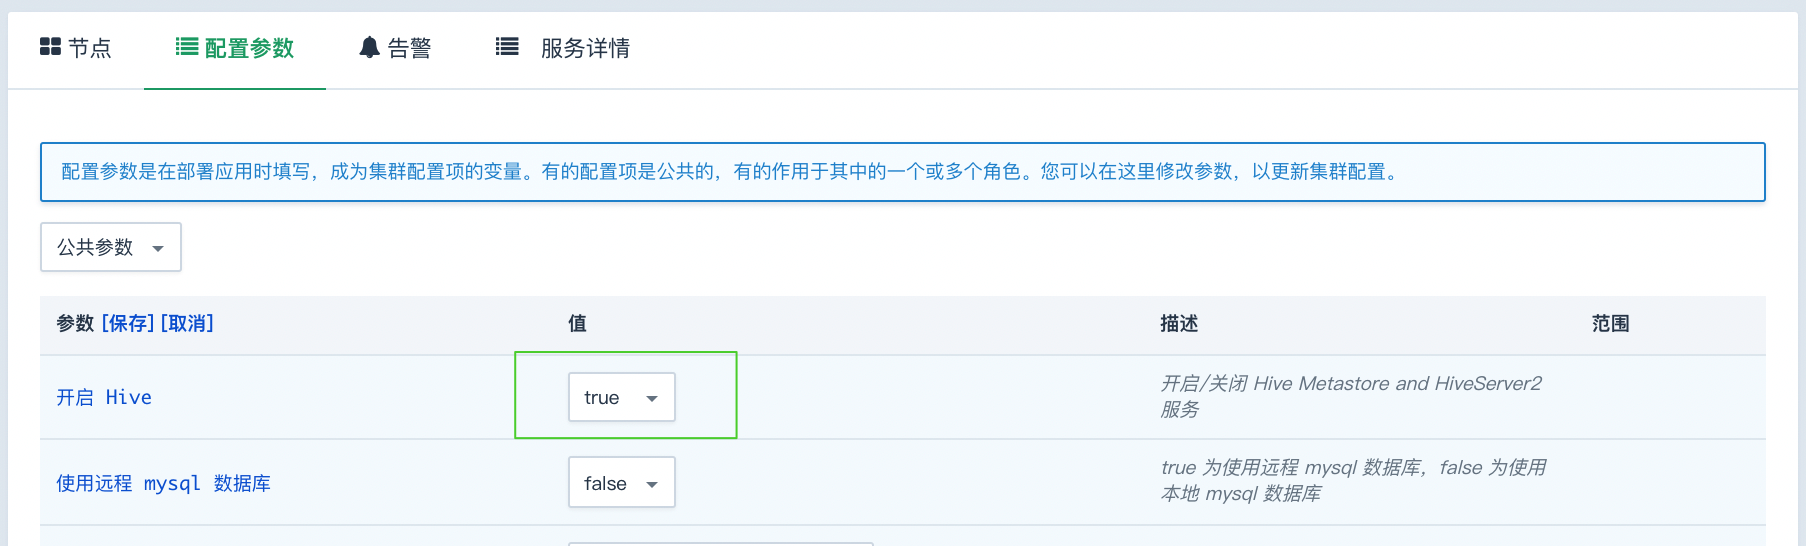 节点 配置参数 告警 服务详情
配置参数是在部署应用时填写，成为集群配置项的变量。有的配置项是公共的，有的作用于其中的一个或多个角色。您可以在这里修改参数，以更新集群配置。
公共参数
参数 [保存] [取消] 值 描述 范围
开启 Hive true 开启/关闭 Hive Metastore and HiveServer2
服务
使用远程 mysql 数据库 false true 为使用远程 mysql 数据库，false 为使用
本地 mysql 数据库